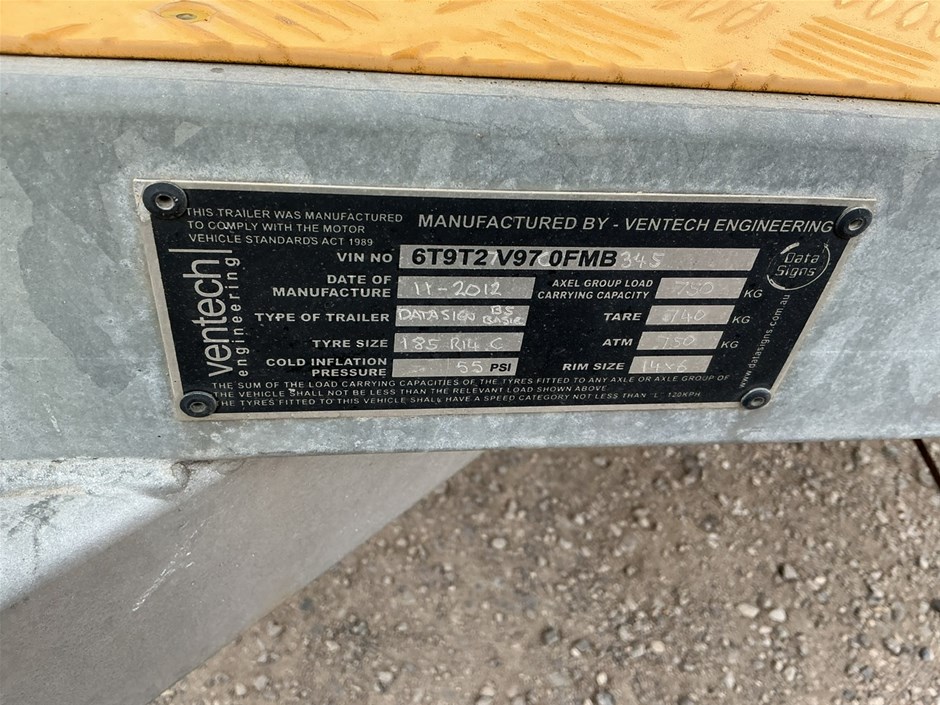 THIS TRAILER WAS MANUFACTURED
TO COMPLY WITH THE MOTOR
VEHICLE STANDARDS ACT 1989
MANUFACTURED BY - VENTECH ENGINEERING
ventech
engineering
VIN NO 6T9T2 V97 0FMB 345
Data
Signs
www.datasigns.com.au
DATE OF
MANUFACTURE 11-2012
AXEL GROUP LOAD
CARRYING CAPACITY 750 KG
TYPE OF TRAILER DATASIGN BS
BASIC
TARE 740 KG
TYRE SIZE 185 R14 C
ATM 750 KG
COLD INFLATION
PRESSURE 55 PSI
RIM SIZE 14x6
THE SUM OF THE LOAD CARRYING CAPACITIES OF THE TYRES FITTED TO ANY AXLE OR AXLE GROUP OF
THE VEHICLE SHALL NOT BE LESS THAN THE RELEVANT LOAD SHOWN ABOVE
THE TYRES FITTED TO THIS VEHICLE SHALL HAVE A SPEED CATEGORY NOT LESS THAN "L" 120KPH